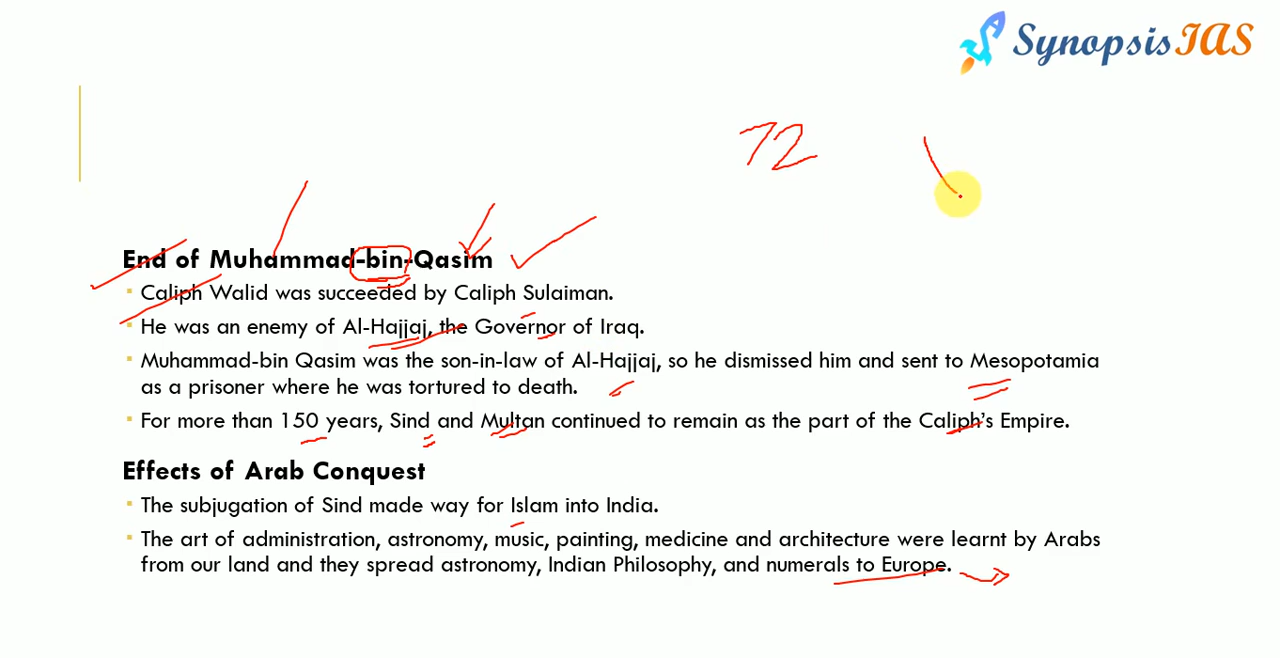 SynopsisIAS
72
End of Muhammad-bin-Qasim
Caliph Walid was succeeded by Caliph Sulaiman.
He was an enemy of Al-Hajjaj, the Governor of Iraq.
Muhammad-bin Qasim was the son-in-law of Al-Hajjaj, so he dismissed him and sent to Mesopotamia
as a prisoner where he was tortured to death.
For more than 150 years, Sind and Multan continued to remain as the part of the Caliph's Empire.
Effects of Arab Conquest
The subjugation of Sind made way for Islam into India.
The art of administration, astronomy, music, painting, medicine and architecture were learnt by Arabs
from our land and they spread astronomy, Indian Philosophy, and numerals to Europe.